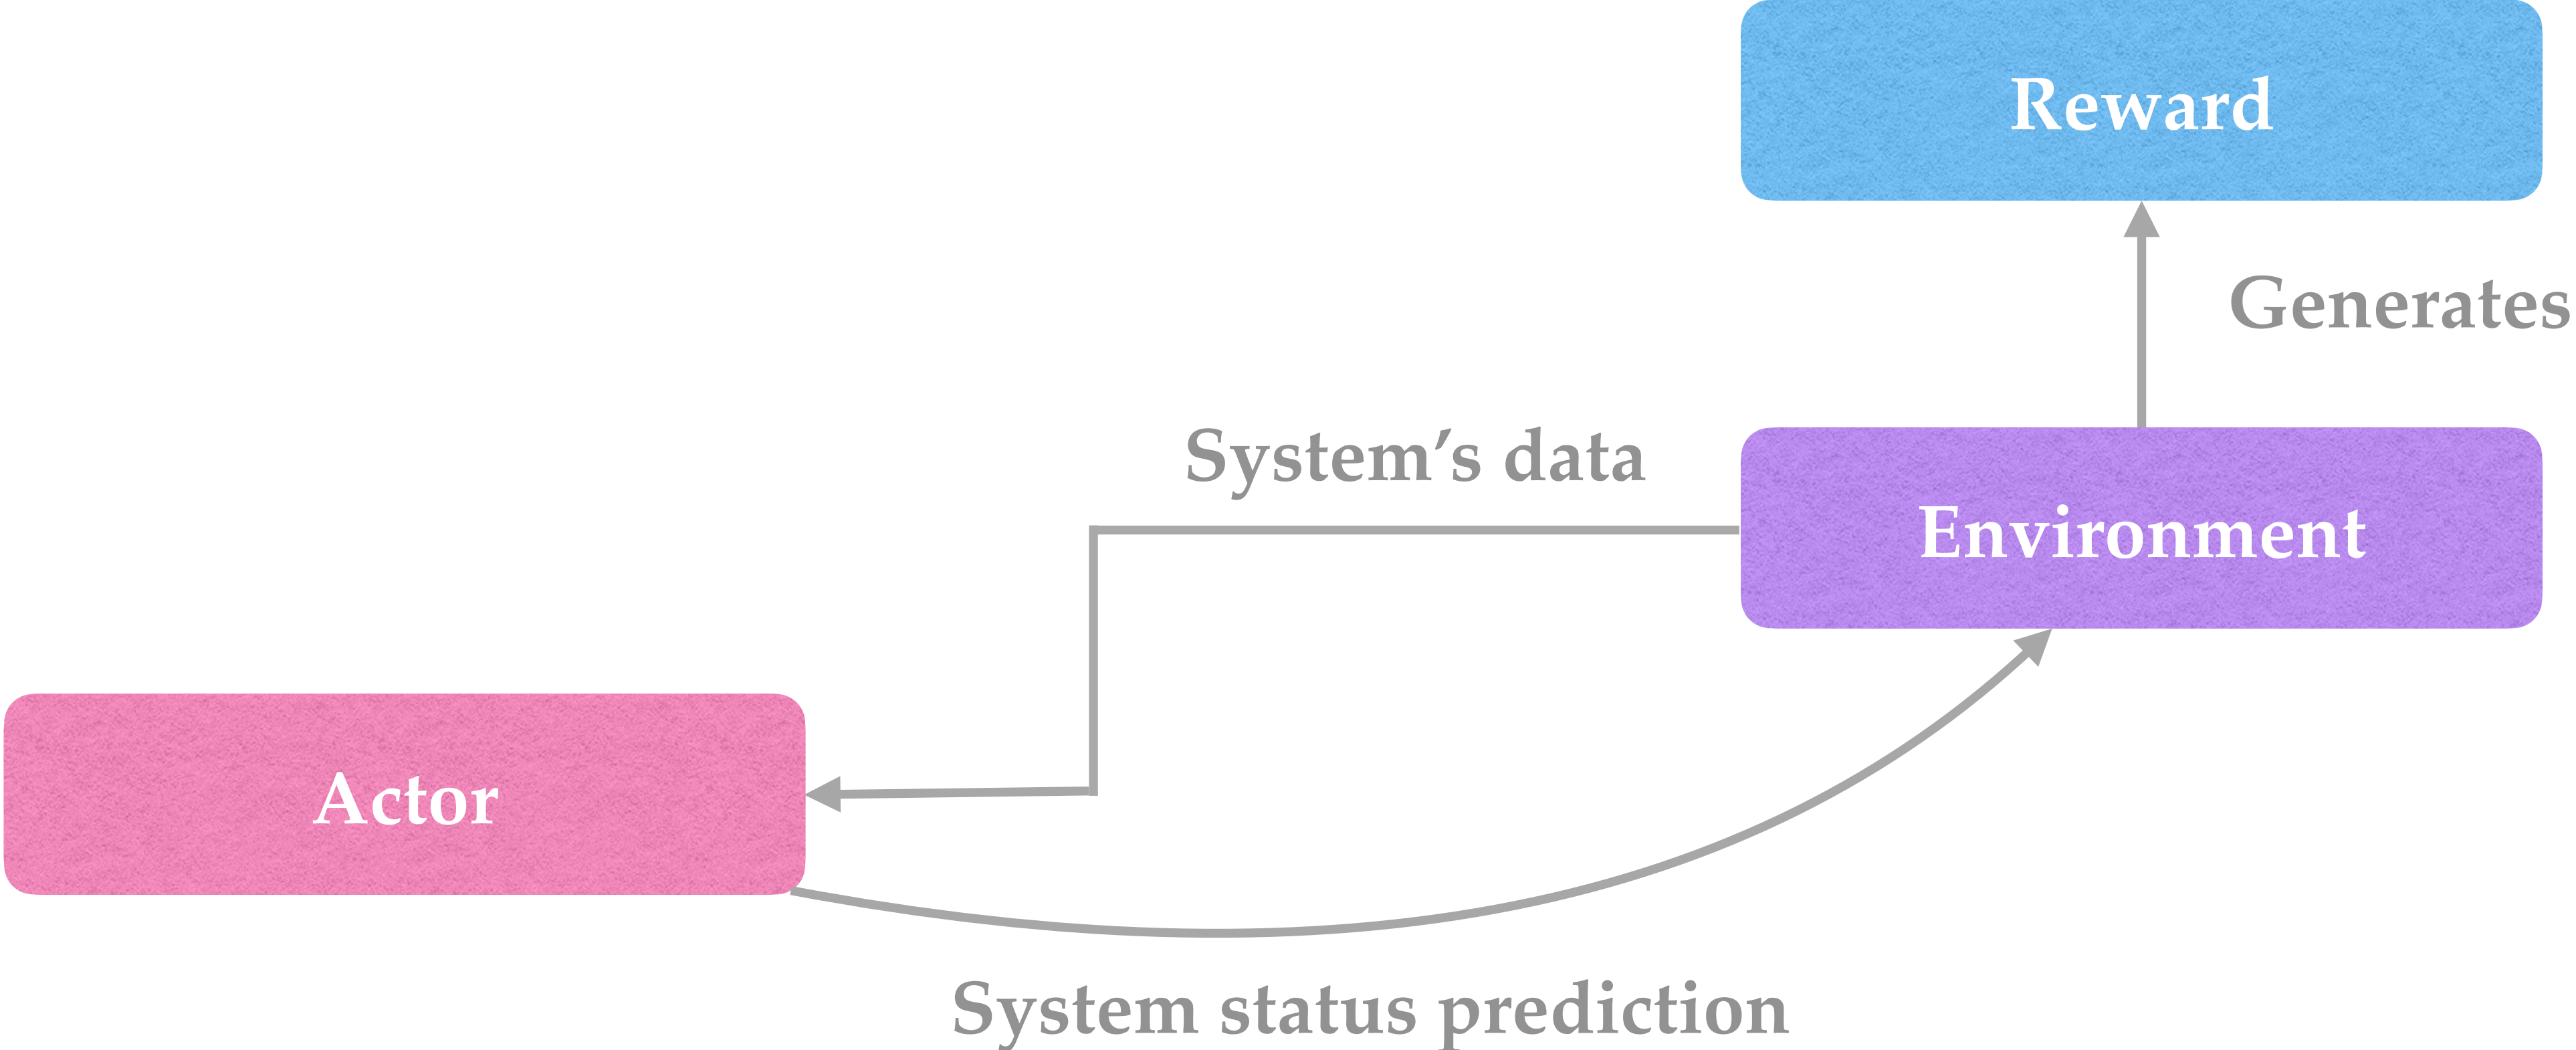 Reward
Generates
System’s data
Environment
Actor
System status prediction